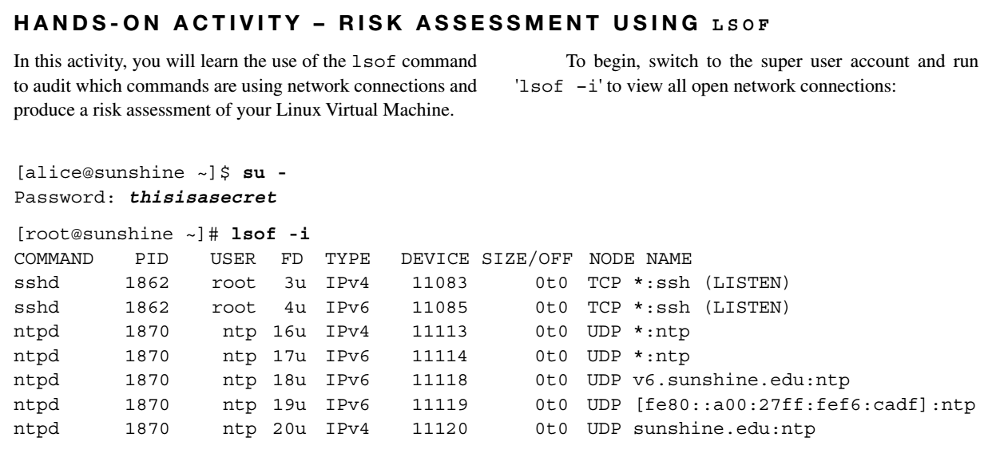 HANDS-ON ACTIVITY – RISK ASSESSMENT USING LSOF
In this activity, you will learn the use of the lsof command
to audit which commands are using network connections and
produce a risk assessment of your Linux Virtual Machine.
To begin, switch to the super user account and run
'lsof –i' to view all open network connections:
[alice@sunshine ~]$ su -
Password: thisisasecret
[root@sunshine ~]# lsof -i
COMMAND PID USER FD TYPE DEVICE SIZE/OFF NODE NAME
sshd 1862 root 3u IPv4 11083 0t0 TCP *:ssh (LISTEN)
sshd 1862 root 4u IPv6 11085 0t0 TCP *:ssh (LISTEN)
ntpd 1870 ntp 16u IPv4 11113 0t0 UDP *:ntp
ntpd 1870 ntp 17u IPv6 11114 0t0 UDP *:ntp
ntpd 1870 ntp 18u IPv6 11118 0t0 UDP v6.sunshine.edu:ntp
ntpd 1870 ntp 19u IPv6 11119 0t0 UDP [fe80::a00:27ff:fef6:cadf]:ntp
ntpd 1870 ntp 20u IPv4 11120 0t0 UDP sunshine.edu:ntp